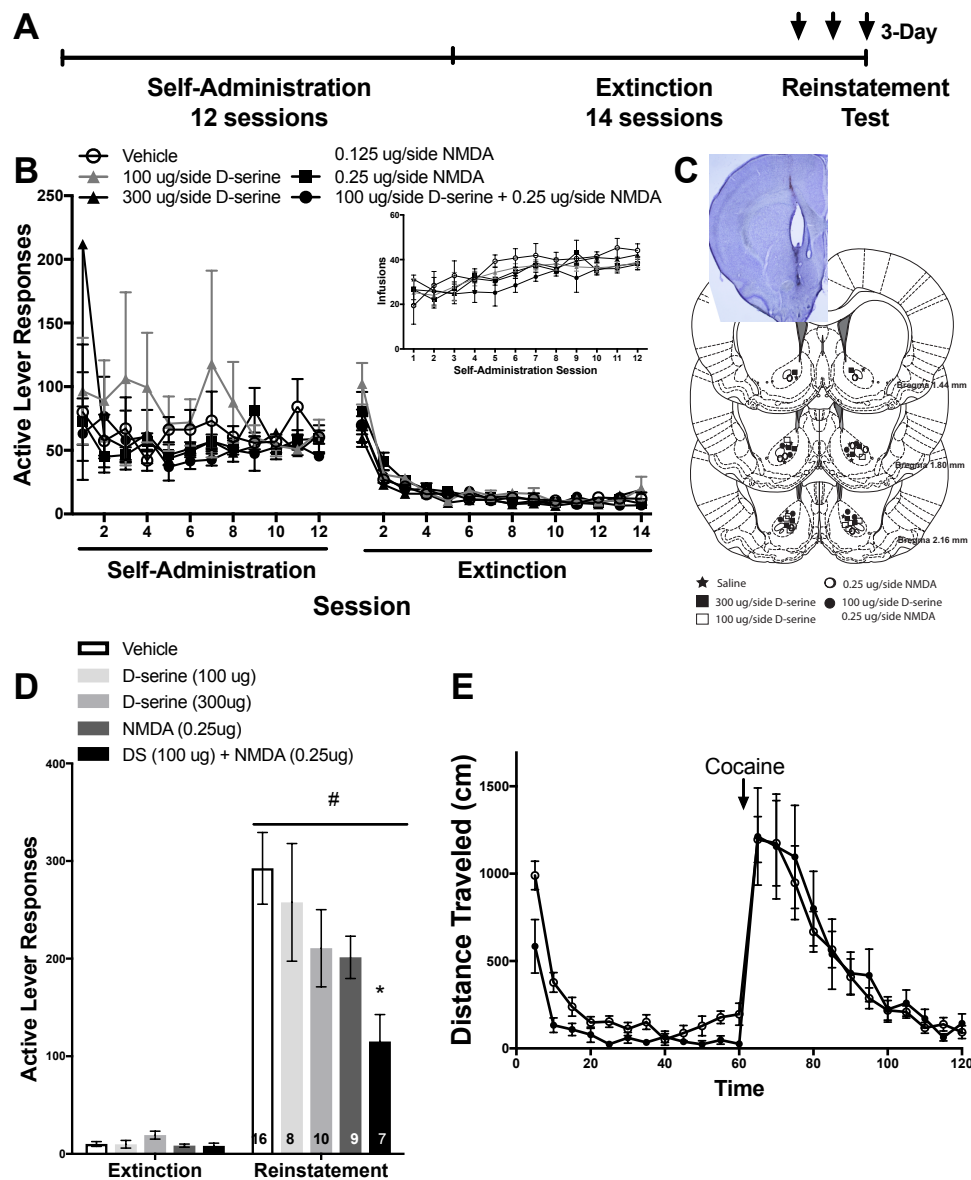 A
3-Day
Self-Administration
12 sessions
Extinction
14 sessions
Reinstatement
Test
B
Vehicle
100 ug/side D-serine
300 ug/side D-serine
0.125 ug/side NMDA
0.25 ug/side NMDA
100 ug/side D-serine + 0.25 ug/side NMDA
Active Lever Responses
250
200
150
100
50
0
2 4 6 8 10 12
2 4 6 8 10 12 14
Self-Administration
Extinction
Session
Infusions
60
40
20
0
1 2 3 4 5 6 7 8 9 10 11 12
Self-Administration Session
C
Bregma 1.44 mm
Bregma 1.80 mm
Bregma 2.16 mm
Saline
300 ug/side D-serine
100 ug/side D-serine
0.25 ug/side NMDA
100 ug/side D-serine
0.25 ug/side NMDA
D
Vehicle
D-serine (100 ug)
D-serine (300ug)
NMDA (0.25ug)
DS (100 ug) + NMDA (0.25ug)
Active Lever Responses
400
300
200
100
0
#
*
16 8 10 9 7
Extinction
Reinstatement
E
Cocaine
Distance Traveled (cm)
1500
1000
500
0
0 20 40 60 80 100 120
Time